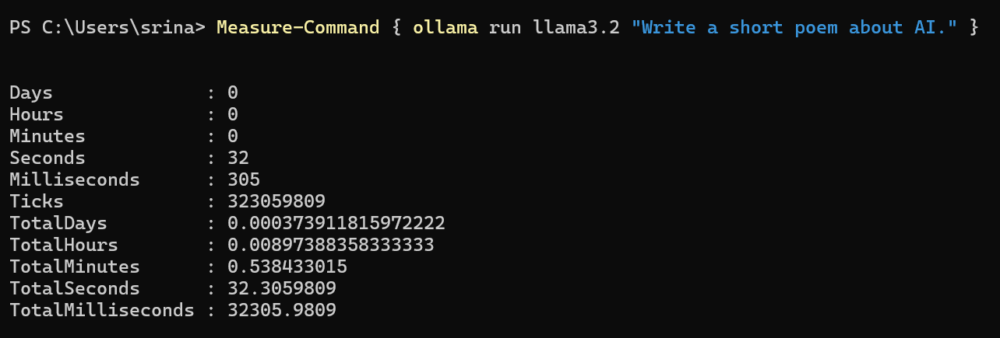 PS C:\Users\srina> Measure-Command { ollama run llama3.2 "Write a short poem about AI." }
Days              : 0
Hours             : 0
Minutes           : 0
Seconds           : 32
Milliseconds      : 305
Ticks             : 323059809
TotalDays         : 0.000373911815972222
TotalHours        : 0.00897388358333333
TotalMinutes      : 0.538433015
TotalSeconds      : 32.3059809
TotalMilliseconds : 32305.9809